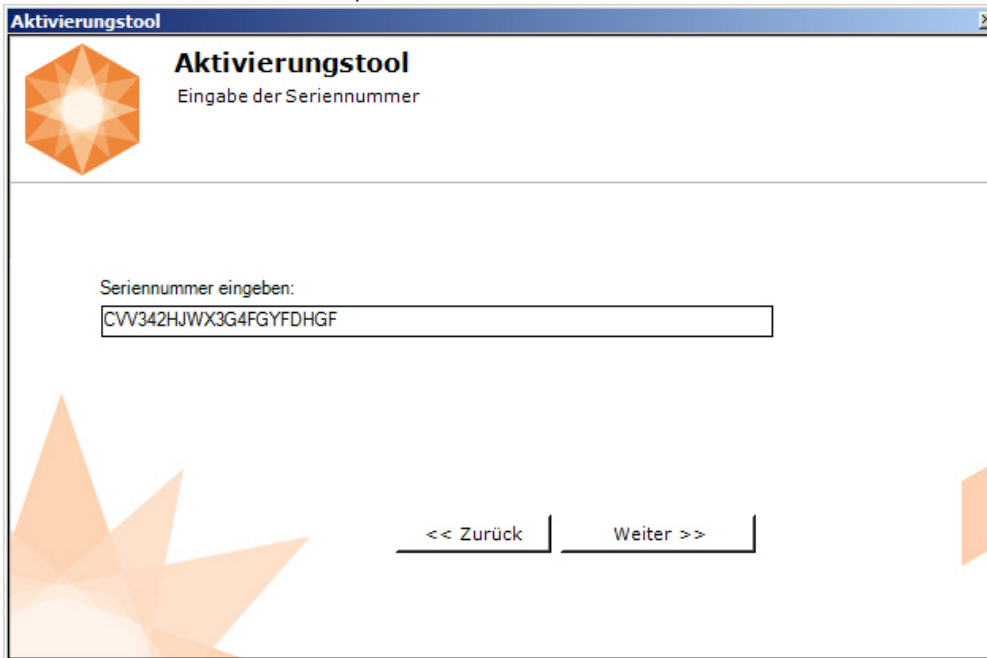 Aktivierungstool
Aktivierungstool
Eingabe der Seriennummer
Seriennummer eingeben:
CVV342HJWX3G4FGYFDHGF
<< Zurück
Weiter >>